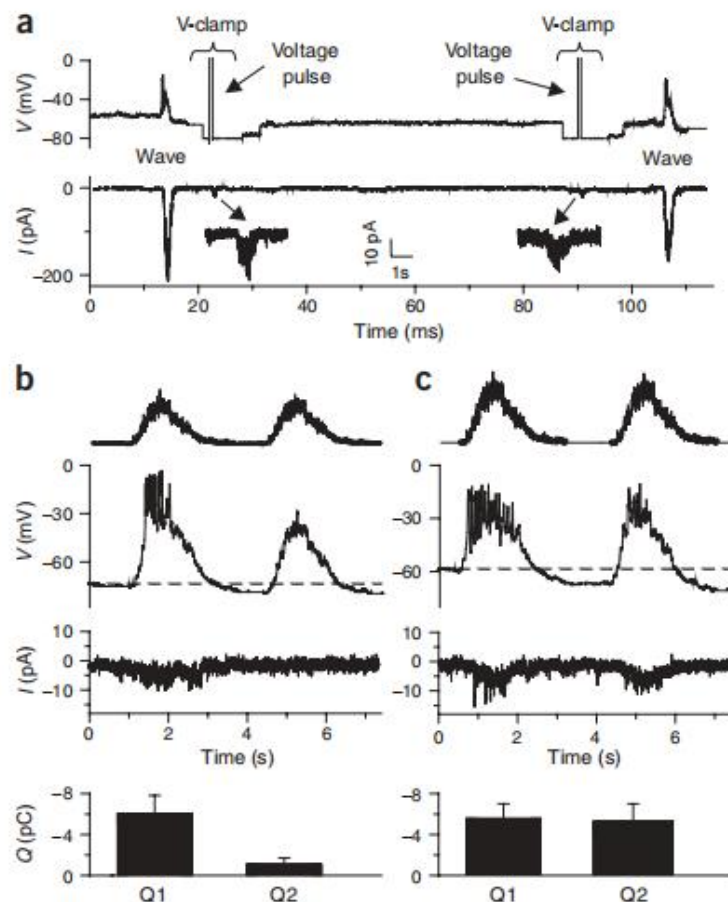 a
V-clamp V-clamp
Voltage pulse Voltage pulse
V (mV)
0
−40
−80
Wave Wave
I (pA)
0
−200
10 pA
1s
0 20 40 60 80 100
Time (ms)
b c
V (mV)
0
−30
−60
0
−30
−60
I (pA)
10
0
−10
10
0
−10
0 2 4 6 0 2 4 6
Time (s) Time (s)
Q (pC)
−8
−4
0
−8
−4
0
Q1 Q2 Q1 Q2